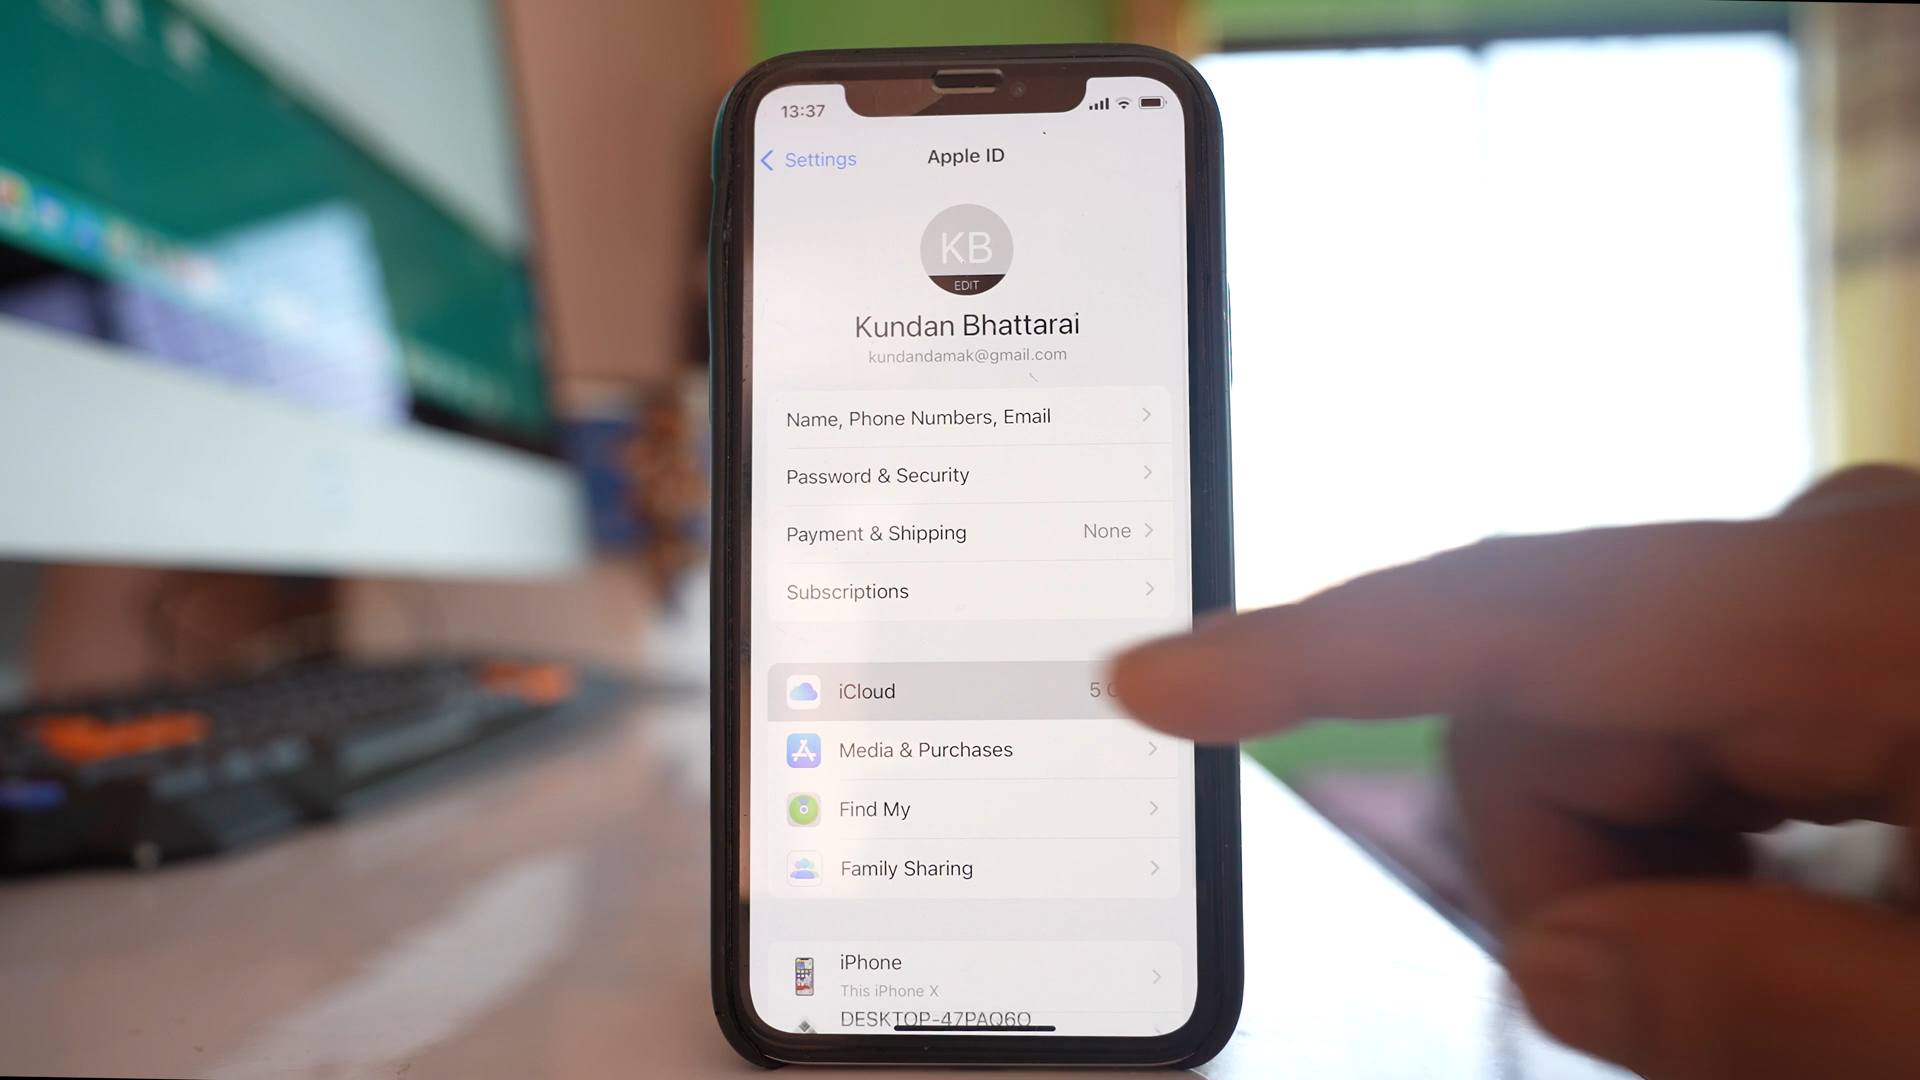 13:37
Settings
Apple ID
KB
EDIT
Kundan Bhattarai
kundandamak@gmail.com
Name, Phone Numbers, Email
Password & Security
Payment & Shipping None
Subscriptions
iCloud 5
Media & Purchases
Find My
Family Sharing
iPhone
This iPhone X
DESKTOP-47PAQ6O